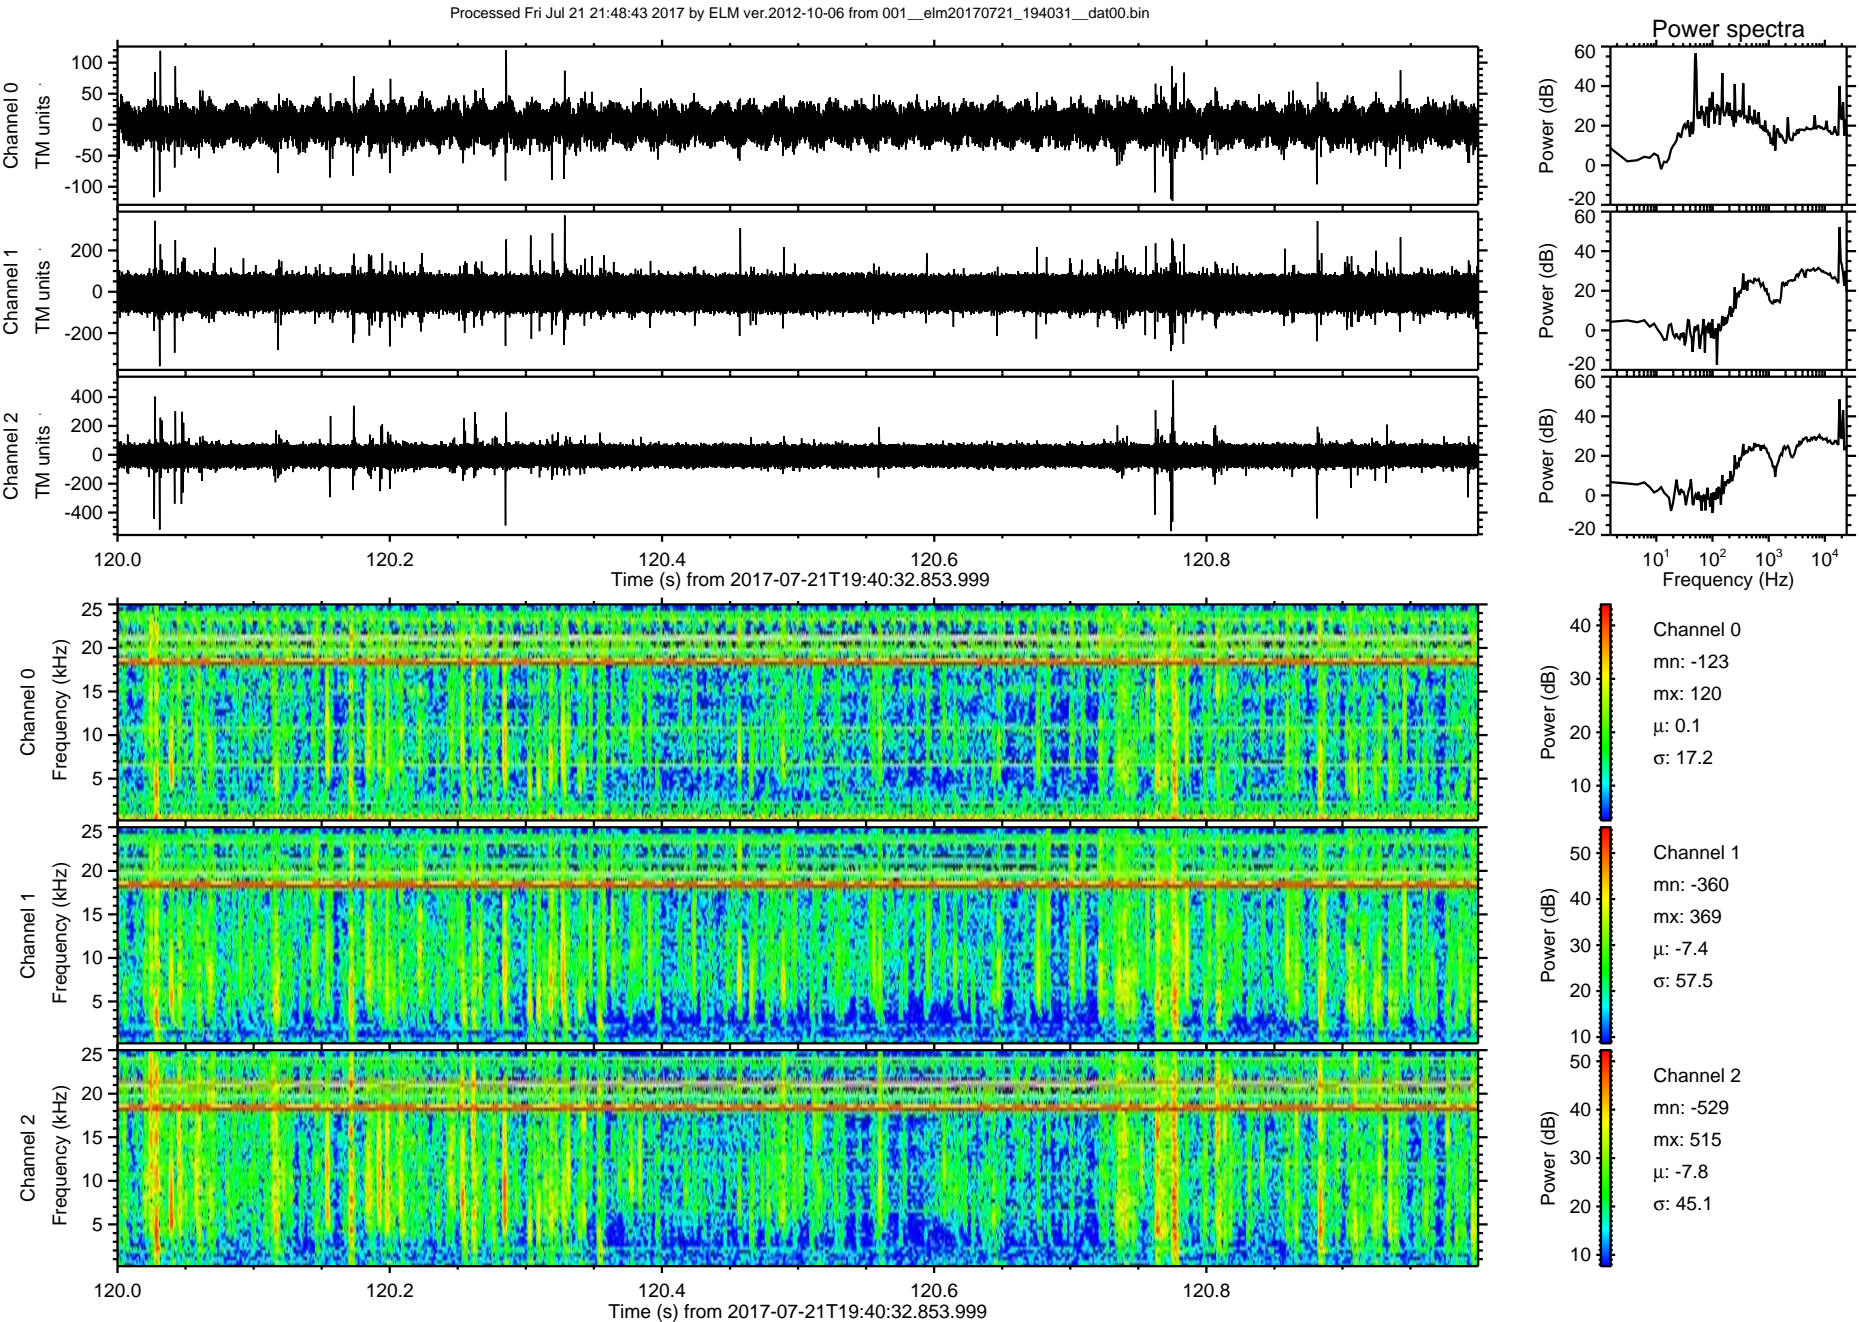 Processed Fri Jul 21 21:48:43 2017 by ELM ver.2012-10-06 from 001__elm20170721_194031__dat00.bin
Power spectra
Channel 0
TM units
100
50
0
-50
-100
Power (dB)
60
40
20
0
-20
Channel 1
TM units
200
0
-200
Power (dB)
60
40
20
0
-20
Channel 2
TM units
400
200
0
-200
-400
Power (dB)
60
40
20
0
-20
120.0 120.2 120.4 120.6 120.8
Time (s) from 2017-07-21T19:40:32.853.999
10¹ 10² 10³ 10⁴
Frequency (Hz)
Channel 0
Frequency (kHz)
25
20
15
10
5
Power (dB)
40
30
20
10
Channel 0
mn: -123
mx: 120
μ: 0.1
σ: 17.2
Channel 1
Frequency (kHz)
25
20
15
10
5
Power (dB)
50
40
30
20
10
Channel 1
mn: -360
mx: 369
μ: -7.4
σ: 57.5
Channel 2
Frequency (kHz)
25
20
15
10
5
Power (dB)
50
40
30
20
10
Channel 2
mn: -529
mx: 515
μ: -7.8
σ: 45.1
120.0 120.2 120.4 120.6 120.8
Time (s) from 2017-07-21T19:40:32.853.999